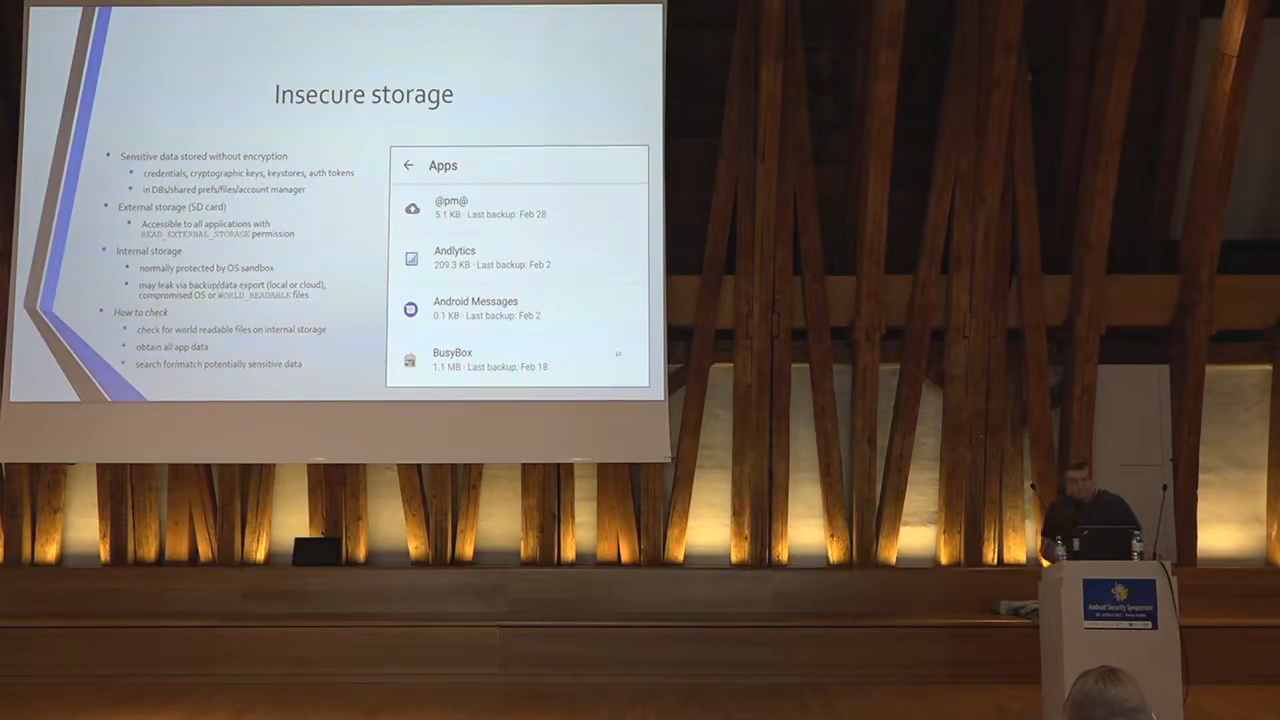 Insecure storage
Sensitive data stored without encryption
credentials, cryptographic keys, keystores, auth tokens
in DBs/shared prefs/files/account manager
External storage (SD card)
Accessible to all applications with
READ_EXTERNAL_STORAGE permission
Internal storage
normally protected by OS sandbox
may leak via backup/data export (local or cloud),
compromised OS or WORLD_READABLE files
How to check
check for world readable files on internal storage
obtain all app data
search for/match potentially sensitive data
Apps
@pm@
5.1 KB · Last backup: Feb 28
Andlytics
209.3 KB · Last backup: Feb 2
Android Messages
0.1 KB · Last backup: Feb 2
BusyBox
1.1 MB · Last backup: Feb 18
Android Security Symposium